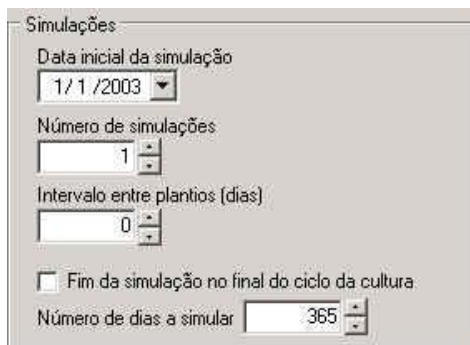 Simulações
Data inicial da simulação
1/ 1 /2003
Número de simulações
1
Intervalo entre plantios (dias)
0
Fim da simulação no final do ciclo da cultura
Número de dias a simular 365